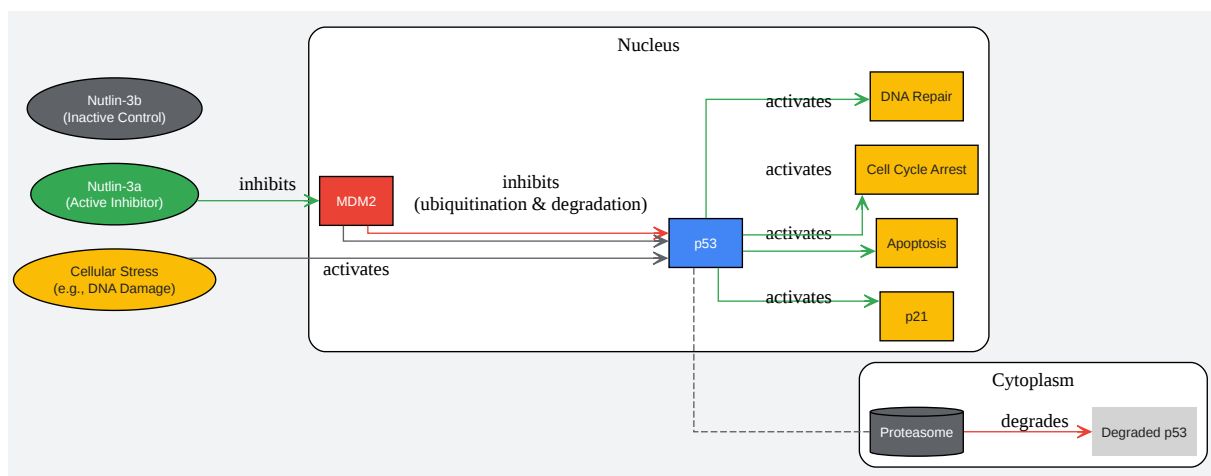 Nucleus
Nutlin-3b
(Inactive Control)
Nutlin-3a
(Active Inhibitor)
Cellular Stress
(e.g., DNA Damage)
inhibits
MDM2
inhibits
(ubiquitination & degradation)
activates
p53
activates
DNA Repair
activates
Cell Cycle Arrest
activates
Apoptosis
activates
p21
Cytoplasm
Proteasome
degrades
Degraded p53